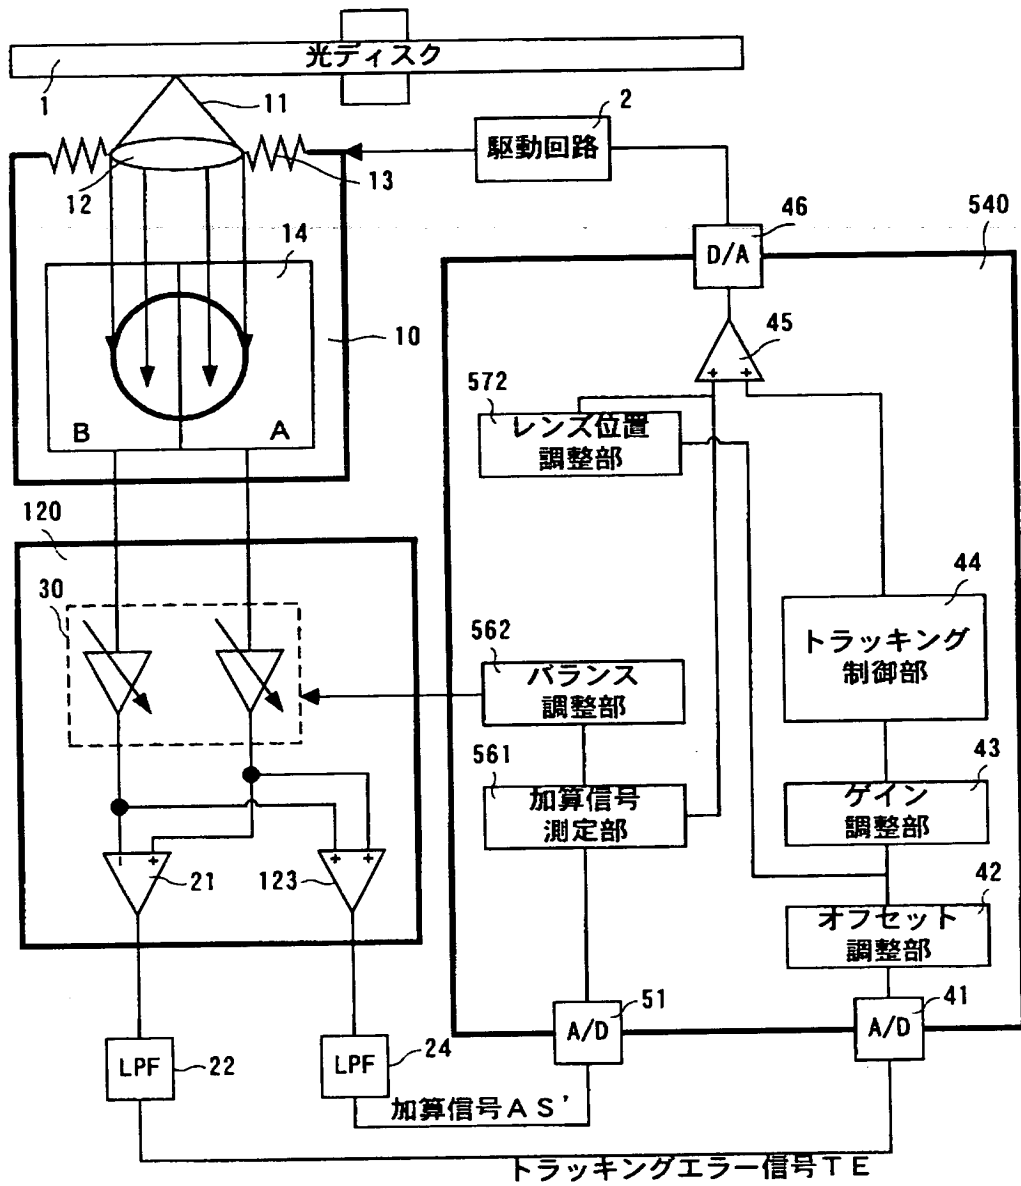 光ディスク
1
11
2
駆動回路
12
13
46
540
D/A
14
45
10
572
レンズ位置
調整部
B
A
120
44
30
562
トラッキング
制御部
バランス
調整部
561
43
加算信号
測定部
ゲイン
調整部
21
123
42
オフセット
調整部
51
41
A/D
A/D
LPF
22
LPF
24
加算信号AS'
トラッキングエラー信号TE